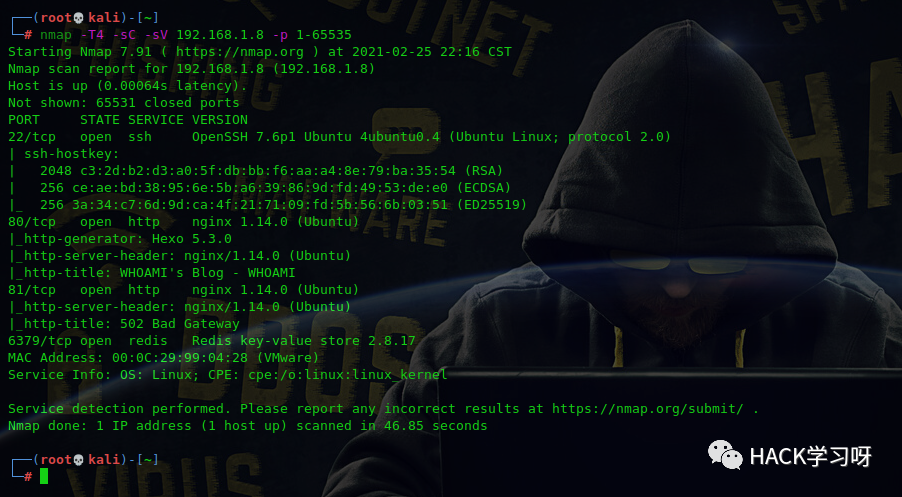 ┌──(root💀kali)-[~]
└─# nmap -T4 -sC -sV 192.168.1.8 -p 1-65535
Starting Nmap 7.91 ( https://nmap.org ) at 2021-02-25 22:16 CST
Nmap scan report for 192.168.1.8 (192.168.1.8)
Host is up (0.00064s latency).
Not shown: 65531 closed ports
PORT     STATE SERVICE VERSION
22/tcp   open  ssh     OpenSSH 7.6p1 Ubuntu 4ubuntu0.4 (Ubuntu Linux; protocol 2.0)
| ssh-hostkey:
|   2048 c3:2d:b2:d3:a0:5f:db:bb:f6:aa:a4:8e:79:ba:35:54 (RSA)
|   256 ce:ae:bd:38:95:6e:5b:a6:39:86:9d:fd:49:53:de:e0 (ECDSA)
|_  256 3a:34:c7:6d:9d:ca:4f:21:71:09:fd:5b:56:6b:03:51 (ED25519)
80/tcp   open  http    nginx 1.14.0 (Ubuntu)
|_http-generator: Hexo 5.3.0
|_http-server-header: nginx/1.14.0 (Ubuntu)
|_http-title: WHOAMI's Blog - WHOAMI
81/tcp   open  http    nginx 1.14.0 (Ubuntu)
|_http-server-header: nginx/1.14.0 (Ubuntu)
|_http-title: 502 Bad Gateway
6379/tcp open  redis   Redis key-value store 2.8.17
MAC Address: 00:0C:29:99:04:28 (VMware)
Service Info: OS: Linux; CPE: cpe:/o:linux:linux_kernel
Service detection performed. Please report any incorrect results at https://nmap.org/submit/ .
Nmap done: 1 IP address (1 host up) scanned in 46.85 seconds
┌──(root💀kali)-[~]
└─#
HACK学习呀